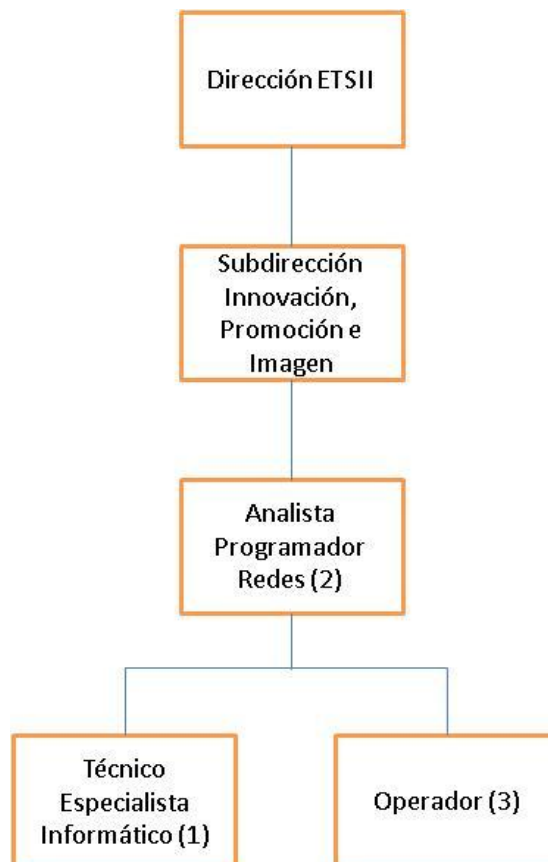 Dirección ETSII
Subdirección
Innovación,
Promoción e
Imagen
Analista
Programador
Redes (2)
Técnico
Especialista
Informático (1)
Operador (3)